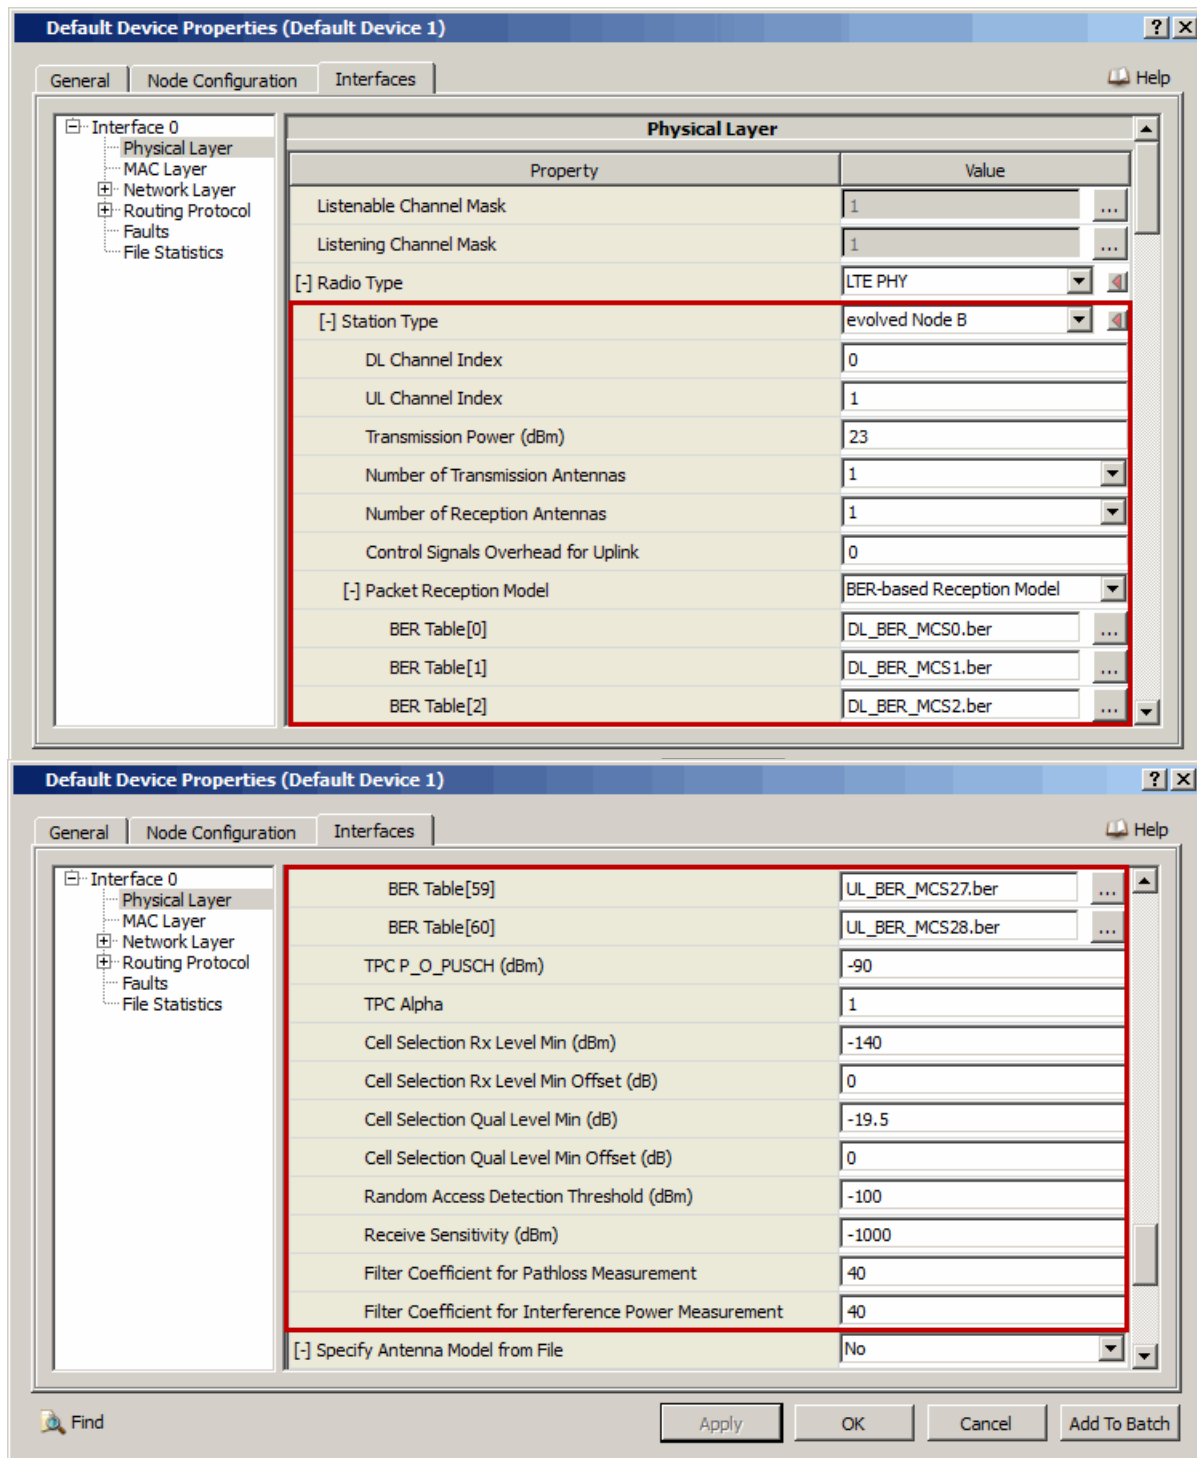 Default Device Properties (Default Device 1)
General Node Configuration Interfaces Help
Interface 0
Physical Layer
MAC Layer
Network Layer
Routing Protocol
Faults
File Statistics
Physical Layer
Property Value
Listenable Channel Mask 1 ...
Listening Channel Mask 1 ...
[-] Radio Type LTE PHY
[-] Station Type evolved Node B
DL Channel Index 0
UL Channel Index 1
Transmission Power (dBm) 23
Number of Transmission Antennas 1
Number of Reception Antennas 1
Control Signals Overhead for Uplink 0
[-] Packet Reception Model BER-based Reception Model
BER Table[0] DL_BER_MCS0.ber ...
BER Table[1] DL_BER_MCS1.ber ...
BER Table[2] DL_BER_MCS2.ber ...
Default Device Properties (Default Device 1)
General Node Configuration Interfaces Help
Interface 0
Physical Layer
MAC Layer
Network Layer
Routing Protocol
Faults
File Statistics
BER Table[59] UL_BER_MCS27.ber ...
BER Table[60] UL_BER_MCS28.ber ...
TPC P_O_PUSCH (dBm) -90
TPC Alpha 1
Cell Selection Rx Level Min (dBm) -140
Cell Selection Rx Level Min Offset (dB) 0
Cell Selection Qual Level Min (dB) -19.5
Cell Selection Qual Level Min Offset (dB) 0
Random Access Detection Threshold (dBm) -100
Receive Sensitivity (dBm) -1000
Filter Coefficient for Pathloss Measurement 40
Filter Coefficient for Interference Power Measurement 40
[-] Specify Antenna Model from File No
Find Apply OK Cancel Add To Batch